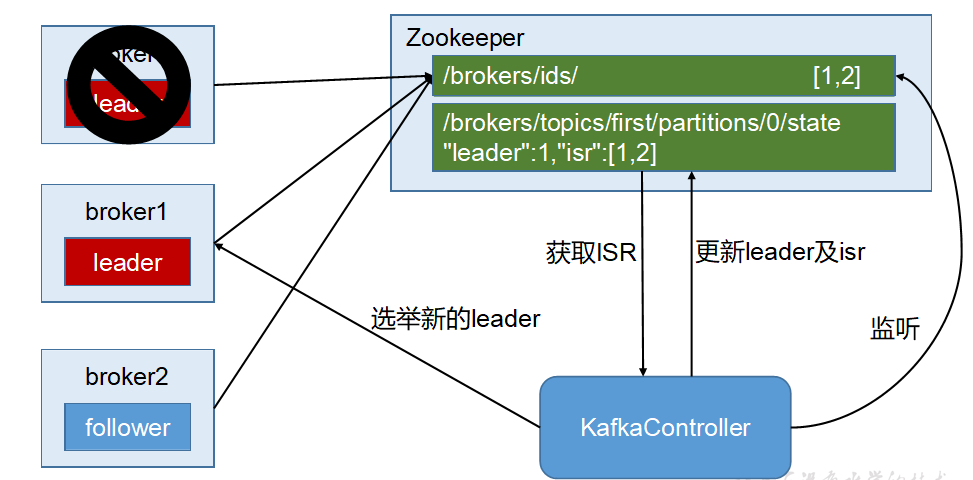 Zookeeper
/brokers/ids/ [1,2]
/brokers/topics/first/partitions/0/state
"leader":1,"isr":[1,2]
leader
broker1
leader
broker2
follower
获取ISR
更新leader及isr
选举新的leader
监听
KafkaController